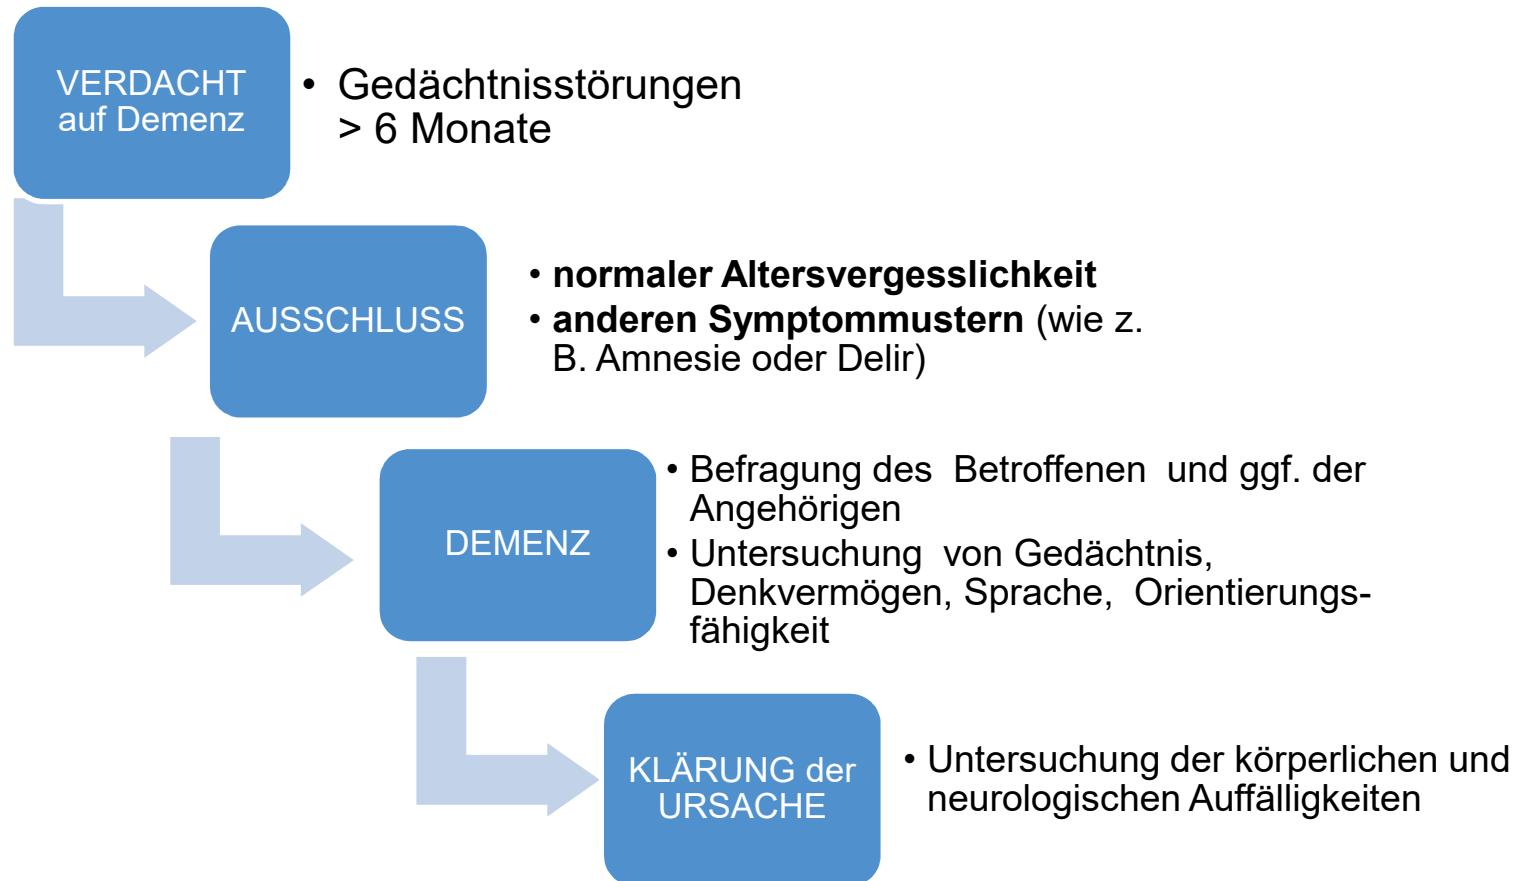 VERDACHT
auf Demenz
• Gedächtnisstörungen
> 6 Monate
AUSSCHLUSS
• normaler Altersvergesslichkeit
• anderen Symptommustern (wie z.
B. Amnesie oder Delir)
DEMENZ
• Befragung des Betroffenen und ggf. der
Angehörigen
• Untersuchung von Gedächtnis,
Denkvermögen, Sprache, Orientierungs-
fähigkeit
KLÄRUNG der
URSACHE
• Untersuchung der körperlichen und
neurologischen Auffälligkeiten